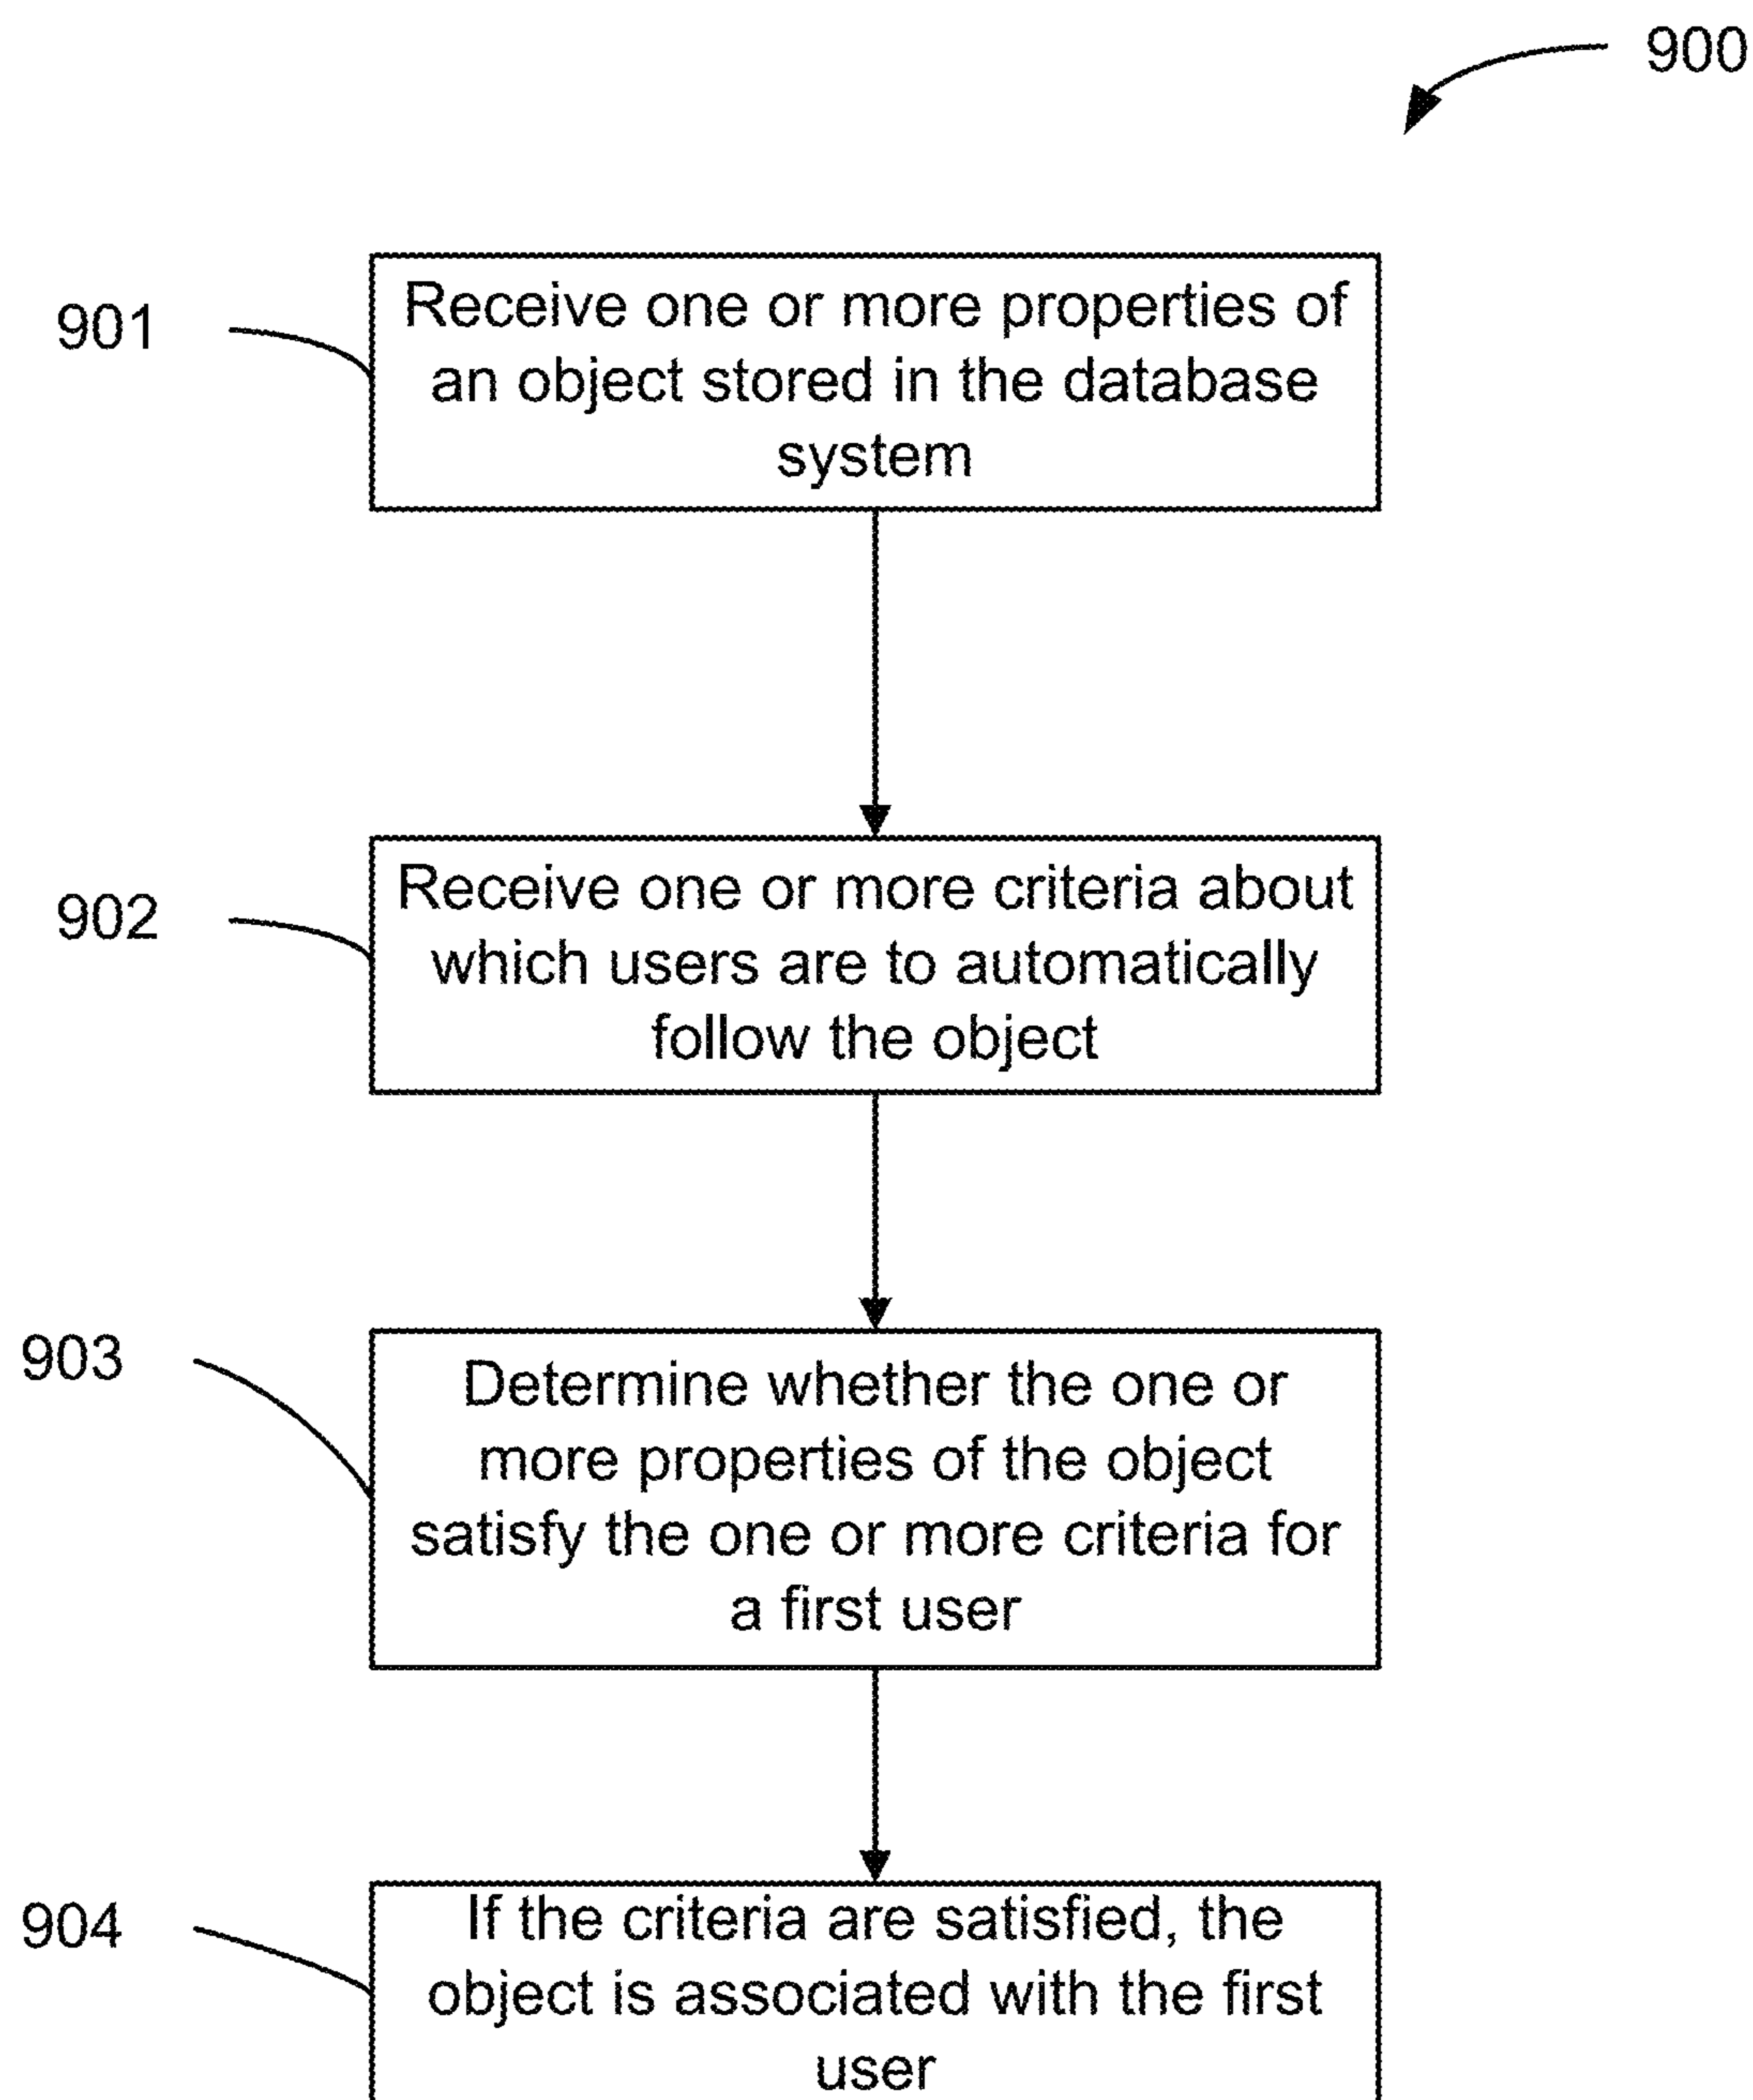 900
901
Receive one or more properties of
an object stored in the database
system
902
Receive one or more criteria about
which users are to automatically
follow the object
903
Determine whether the one or
more properties of the object
satisfy the one or more criteria for
a first user
904
If the criteria are satisfied, the
object is associated with the first
user